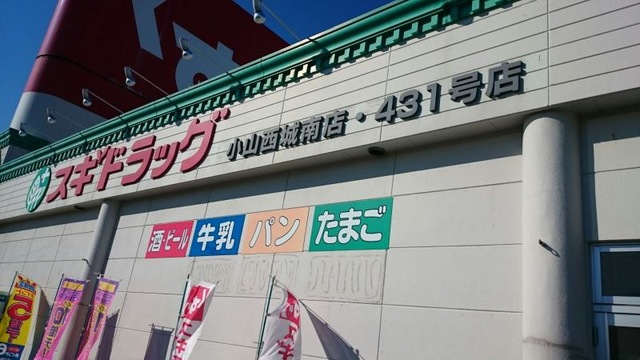 スギドラッグ 小山西城南店・431号店
酒・ビール 牛乳 パン たまご